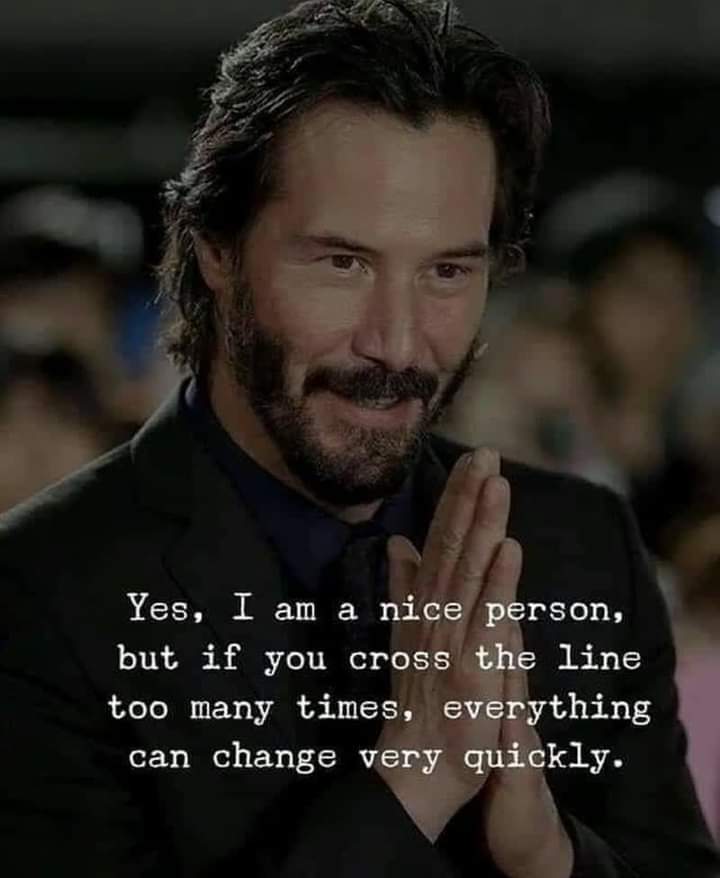 Yes, I am a nice person,
but if you cross the line
too many times, everything
can change very quickly.